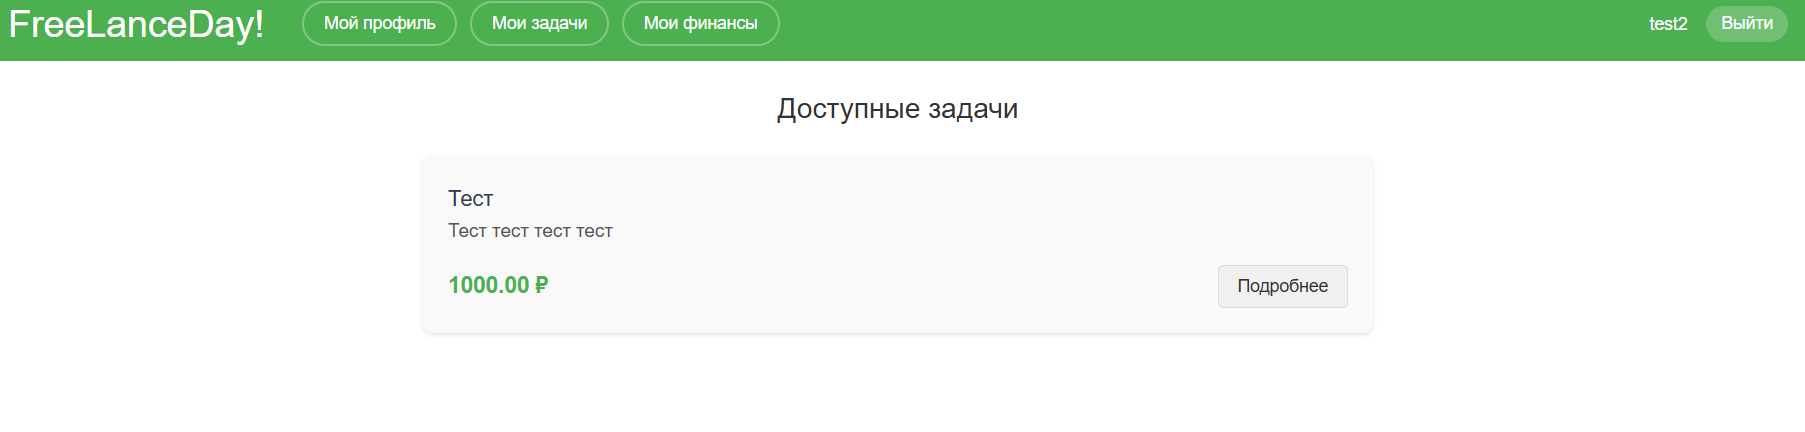 FreeLanceDay! Мой профиль Мои задачи Мои финансы test2 Выйти
Доступные задачи
Тест
Тест тест тест тест
1000.00 ₽ Подробнее